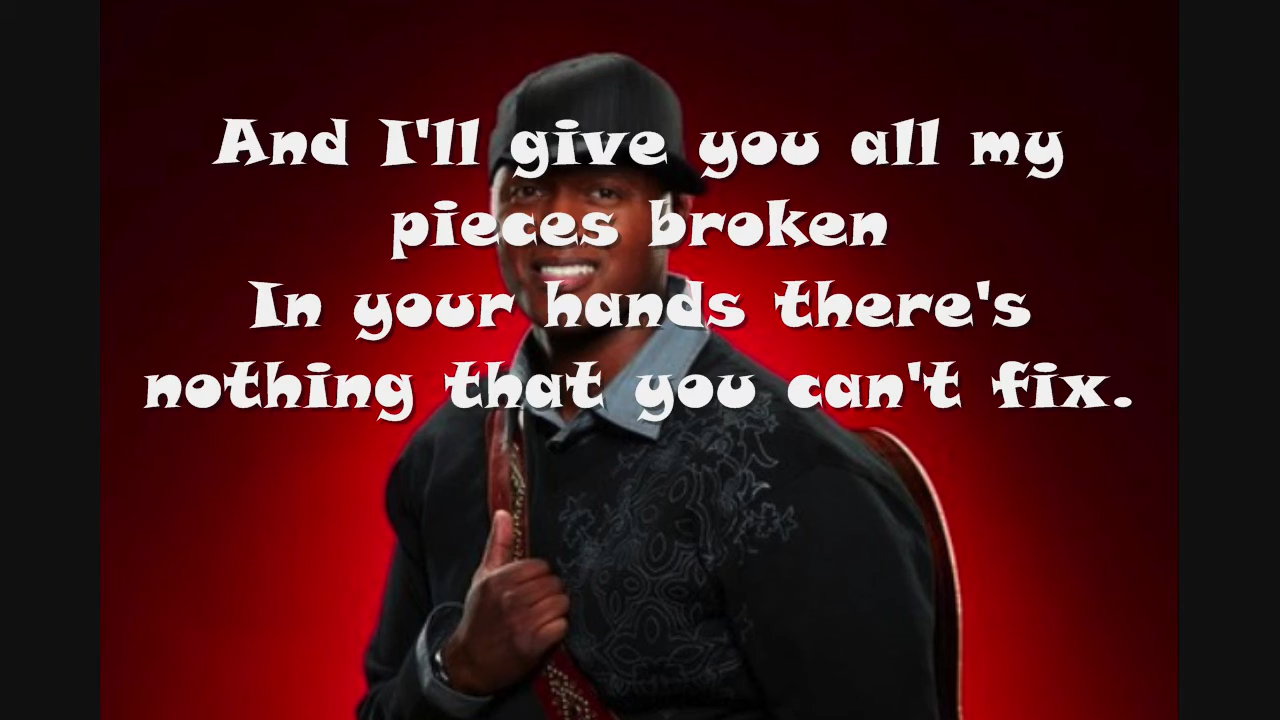 And I'll give you all my
pieces broken
In your hands there's
nothing that you can't fix.